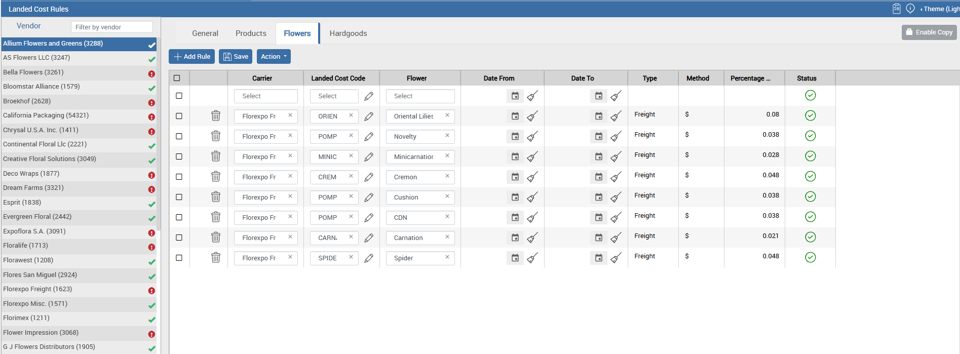 Landed Cost Rules
Theme (Ligh
Vendor
Filter by vendor
General Products Flowers Hardgoods
Enable Copy
Allium Flowers and Greens (3288)
AS Flowers LLC (3247)
Bella Flowers (3261)
Bloomstar Alliance (1579)
Broekhof (2628)
California Packaging (54321)
Chrysal U.S.A. Inc. (1411)
Continental Floral Llc (2221)
Creative Floral Solutions (3049)
Deco Wraps (1877)
Dream Farms (3321)
Esprit (1838)
Evergreen Floral (2442)
Expoflora S.A. (3091)
Floralife (1713)
Florawest (1208)
Flores San Miguel (2924)
Florexpo Freight (1623)
Florexpo Misc. (1571)
Florimex (1211)
Flower Impression (3068)
G J Flowers Distributors (1905)
+ Add Rule Save Action
Carrier Landed Cost Code Flower Date From Date To Type Method Percentage ... Status
Select Select Select
Florexpo Fr × ORIEN × Oriental Lilies × Freight $ 0.08
Florexpo Fr × POMP × Novelty × Freight $ 0.038
Florexpo Fr × MINIC × Minicarnation × Freight $ 0.028
Florexpo Fr × CREM × Cremon × Freight $ 0.048
Florexpo Fr × POMP × Cushion × Freight $ 0.038
Florexpo Fr × POMP × CDN × Freight $ 0.038
Florexpo Fr × CARN × Carnation × Freight $ 0.021
Florexpo Fr × SPIDE × Spider × Freight $ 0.048